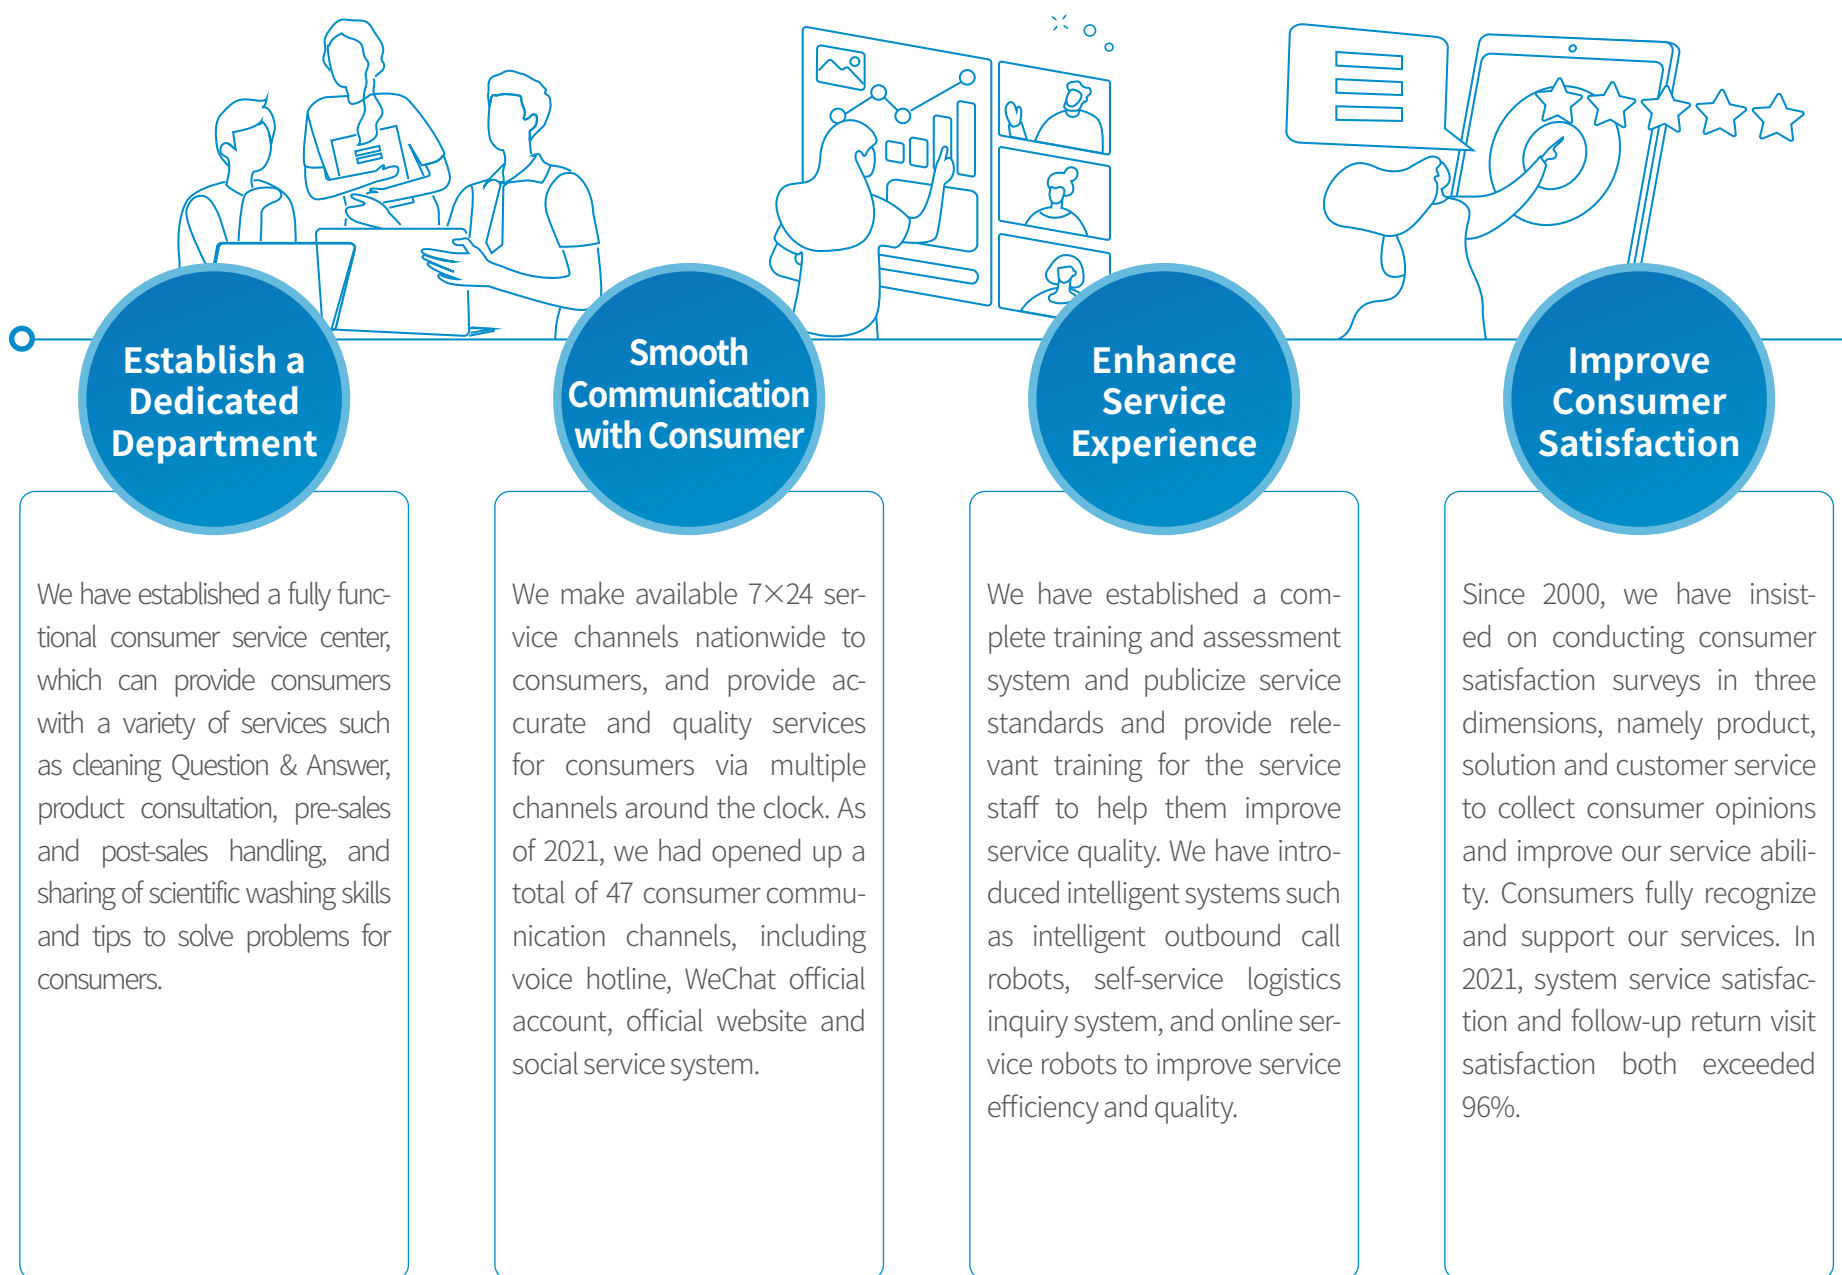 Establish a
Dedicated
Department
We have established a fully func-
tional consumer service center,
which can provide consumers
with a variety of services such
as cleaning Question & Answer,
product consultation, pre-sales
and post-sales handling, and
sharing of scientific washing skills
and tips to solve problems for
consumers.
Smooth
Communication
with Consumer
We make available 7×24 ser-
vice channels nationwide to
consumers, and provide ac-
curate and quality services
for consumers via multiple
channels around the clock. As
of 2021, we had opened up a
total of 47 consumer commu-
nication channels, including
voice hotline, WeChat official
account, official website and
social service system.
Enhance
Service
Experience
We have established a com-
plete training and assessment
system and publicize service
standards and provide rele-
vant training for the service
staff to help them improve
service quality. We have intro-
duced intelligent systems such
as intelligent outbound call
robots, self-service logistics
inquiry system, and online ser-
vice robots to improve service
efficiency and quality.
Improve
Consumer
Satisfaction
Since 2000, we have insist-
ed on conducting consumer
satisfaction surveys in three
dimensions, namely product,
solution and customer service
to collect consumer opinions
and improve our service abili-
ty. Consumers fully recognize
and support our services. In
2021, system service satisfac-
tion and follow-up return visit
satisfaction both exceeded
96%.